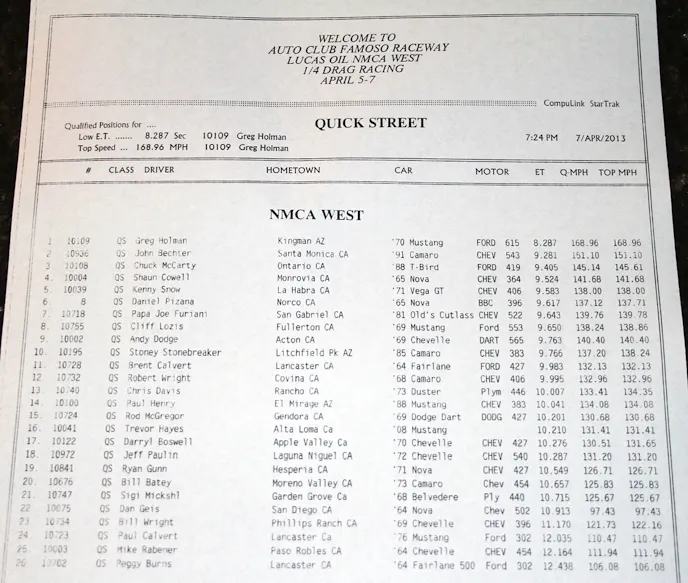 WELCOME TO
AUTO CLUB FAMOSO RACEWAY
LUCAS OIL NMCA WEST
1/4 DRAG RACING
APRIL 5-7
CompuLink StarTrak
Qualified Positions for ....
QUICK STREET
Low E.T. ...... 8.287 Sec 10109 Greg Holman 7:24 PM 7/APR/2013
Top Speed ... 168.96 MPH 10109 Greg Holman
# CLASS DRIVER HOMETOWN CAR MOTOR ET Q-MPH TOP MPH
NMCA WEST
1 10109 QS Greg Holman Kingman AZ '70 Mustang FORD 615 8.287 168.96 168.96
2 10936 QS John Bechter Santa Monica CA '91 Camaro CHEV 543 9.281 151.10 151.10
3 10108 QS Chuck McCarty Ontario CA '88 T-Bird FORD 419 9.405 145.14 145.61
4. 10004 QS Shaun Cowell Monrovia CA '65 Nova CHEV 364 9.524 141.68 141.68
5. 10039 QS Kenny Snow La Habra CA '71 Vega GT CHEV 406 9.583 138.00 138.00
6. 8 QS Daniel Pizana Norco CA '65 Nova BBC 396 9.617 137.12 137.71
7. 10718 QS Papa Joe Furiani San Gabriel CA '81 Old's Cutlass CHEV 522 9.643 139.76 139.78
8. 10755 QS Cliff Lozis Fullerton CA '69 Mustang Ford 553 9.650 138.24 138.86
9. 10002 QS Andy Dodge Acton CA '69 Chevelle DART 565 9.763 140.40 140.40
10. 10195 QS Stoney Stonebreaker Litchfield Pk AZ '85 Camaro CHEV 383 9.766 137.20 138.24
11. 10728 QS Brent Calvert Lancaster CA '64 Fairlane FORD 427 9.983 132.13 132.13
12 10732 QS Robert Wright Covina CA '68 Camaro CHEV 406 9.995 132.96 132.96
13 10740 QS Chris Davis Rancho CA '73 Duster Plym 446 10.007 133.41 134.35
14. 10100 QS Paul Henry El Mirage AZ '88 Mustang CHEV 383 10.041 134.08 134.08
15. 10724 QS Rod McGregor Gendora CA '69 Dodge Dart DODG 427 10.201 130.68 130.68
16. 10041 QS Trevor Hayes Alta Loma Ca '08 Mustang 10.210 131.41 131.41
17. 10122 QS Darryl Boswell Apple Valley Ca '70 Chevelle CHEV 427 10.276 130.51 131.65
18. 10972 QS Jeff Paulin Laguna Niguel CA '72 Chevelle CHEV 540 10.287 131.20 131.20
19. 10841 QS Ryan Gunn Hesperia CA '71 Nova CHEV 427 10.549 126.71 126.71
20. 10676 QS Bill Batey Moreno Valley CA '73 Camaro Chev 454 10.657 125.83 125.83
21. 10747 QS Sigi Mickshl Garden Grove Ca '68 Belvedere Ply 440 10.715 125.67 125.67
22 10075 QS Dan Geis San Diego CA '64 Nova Chev 502 10.913 97.43 97.43
23 10734 QS Bill Wright Phillips Ranch CA '69 Chevelle CHEV 396 11.170 121.73 122.16
24. 10723 QS Paul Calvert Lancaster Ca '76 Mustang Ford 302 12.035 110.47 110.47
25. 10003 QS Mike Rabener Paso Robles CA '64 Chevelle CHEV 454 12.164 111.94 111.94
26. 10702 QS Peggy Burns Lancaster CA '64 Fairlane 500 Ford 302 12.438 106.08 106.08